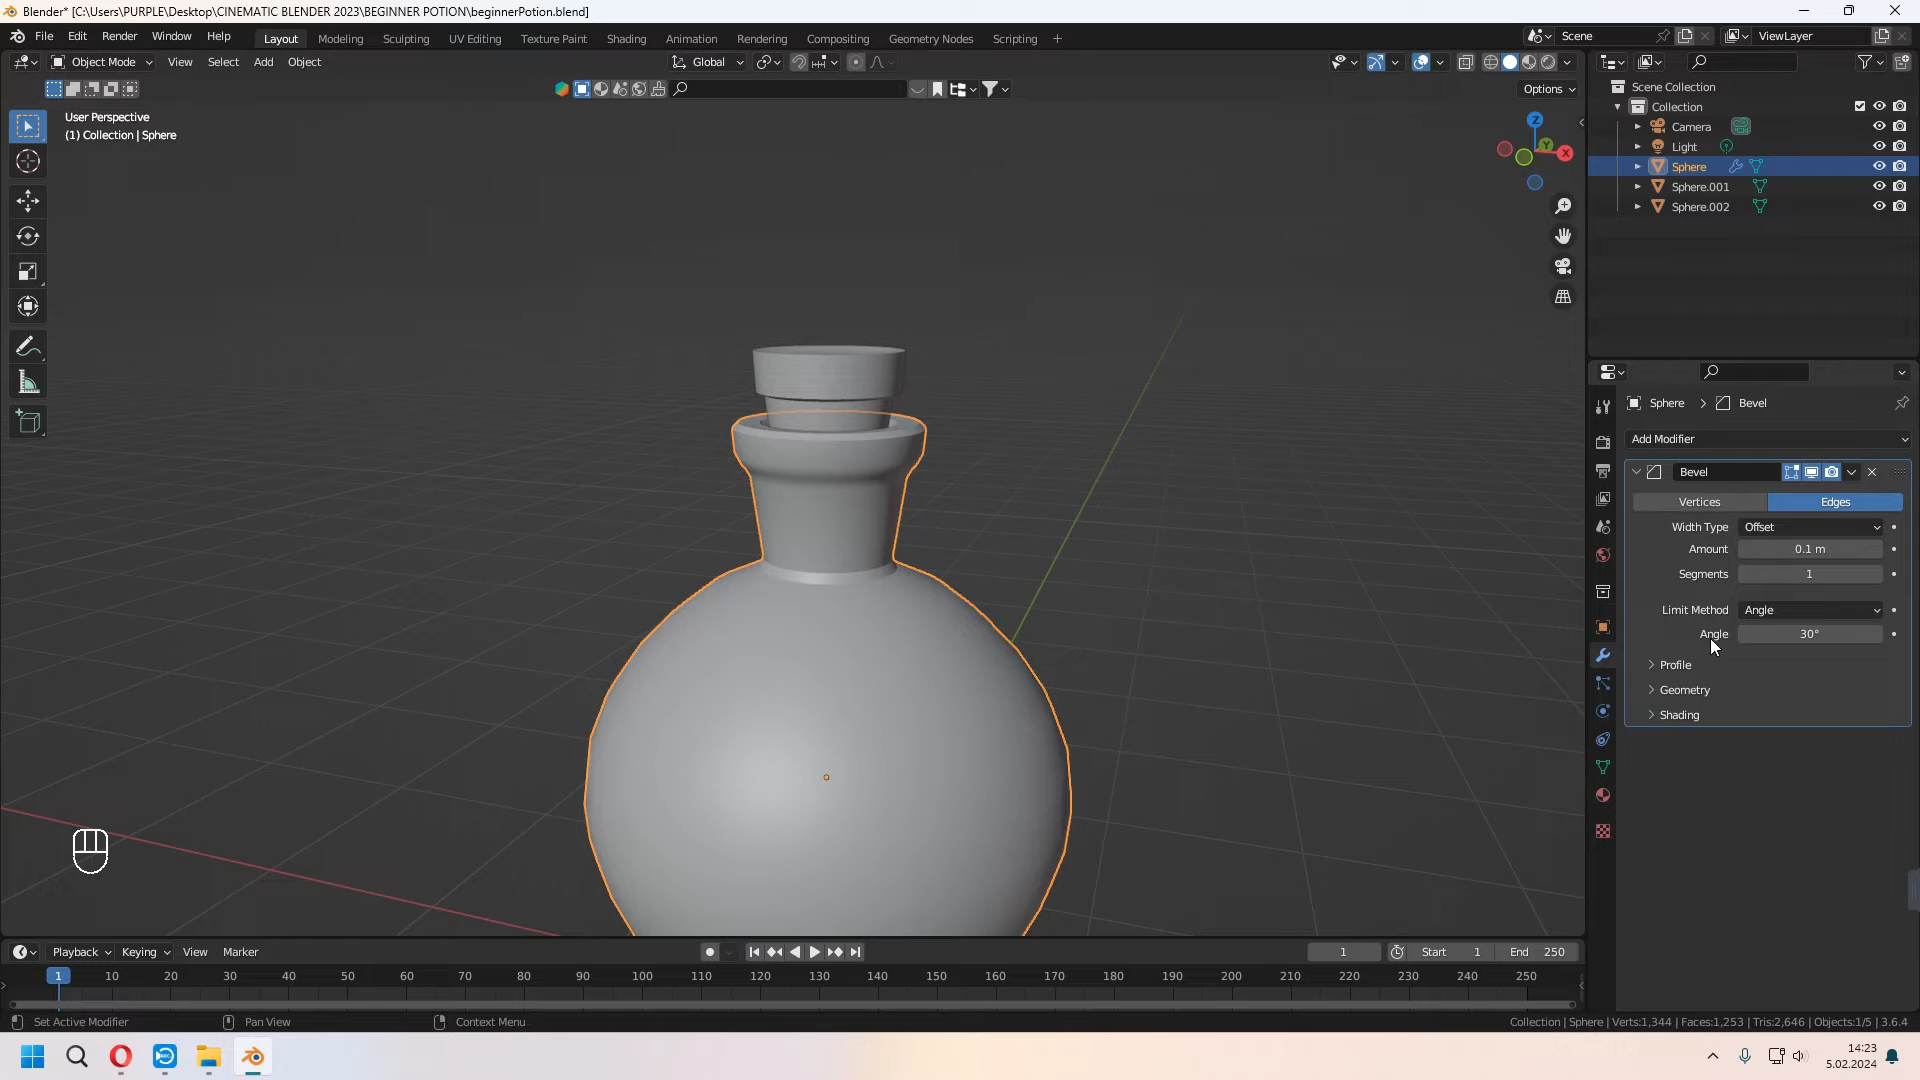 Blender* [C:\Users\PURPLE\Desktop\CINEMATIC BLENDER 2023\BEGINNER POTION\beginnerPotion.blend]
File Edit Render Window Help Layout Modeling Sculpting UV Editing Texture Paint Shading Animation Rendering Compositing Geometry Nodes Scripting + Scene ViewLayer
Object Mode View Select Add Object Global
Options
User Perspective
(1) Collection | Sphere
Z
Y
X
Scene Collection
Collection
Camera
Light
Sphere
Sphere.001
Sphere.002
Sphere > Bevel
Add Modifier
Bevel
Vertices Edges
Width Type Offset
Amount 0.1 m
Segments 1
Limit Method Angle
Angle 30°
Profile
Geometry
Shading
Playback Keying View Marker 1 Start 1 End 250
1 10 20 30 40 50 60 70 80 90 100 110 120 130 140 150 160 170 180 190 200 210 220 230 240 250
Set Active Modifier Pan View Context Menu Collection | Sphere | Verts:1,344 | Faces:1,253 | Tris:2,646 | Objects:1/5 | 3.6.4
14:23
5.02.2024